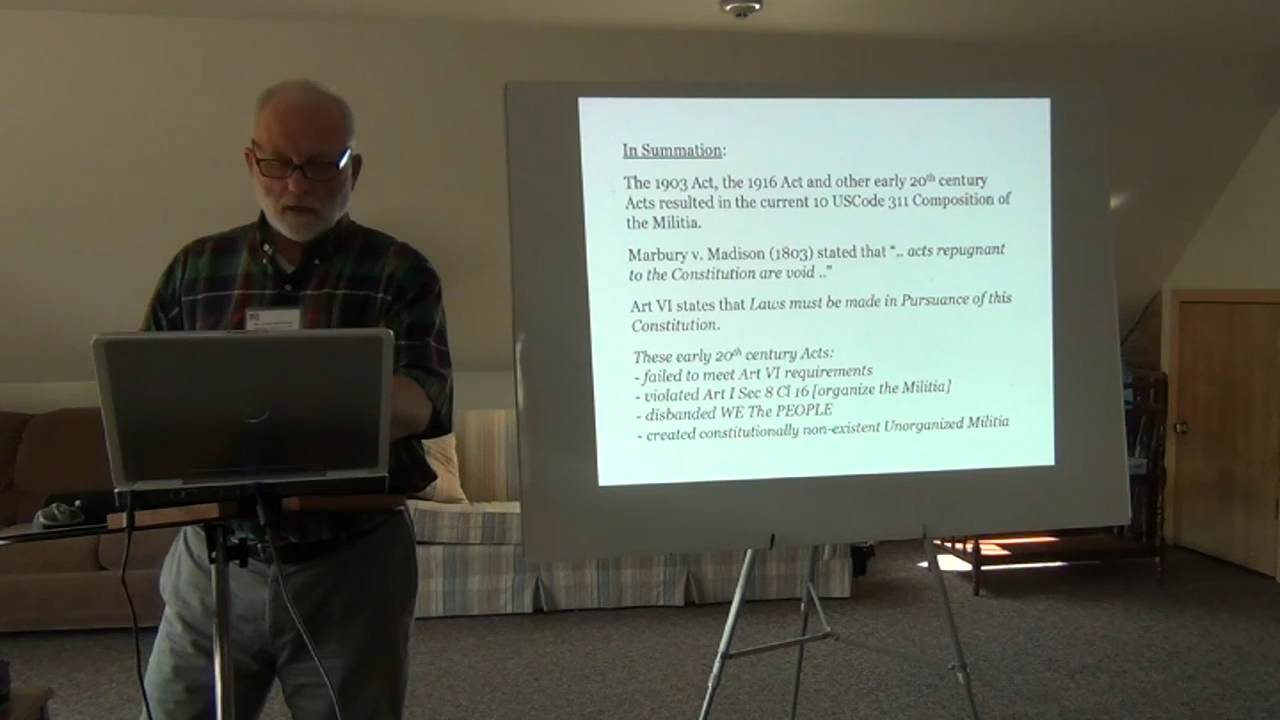 In Summation:
The 1903 Act, the 1916 Act and other early 20th century
Acts resulted in the current 10 USCode 311 Composition of
the Militia.
Marbury v. Madison (1803) stated that “.. acts repugnant
to the Constitution are void ..”
Art VI states that Laws must be made in Pursuance of this
Constitution.
These early 20th century Acts:
- failed to meet Art VI requirements
- violated Art I Sec 8 Cl 16 [organize the Militia]
- disbanded WE The PEOPLE
- created constitutionally non-existent Unorganized Militia